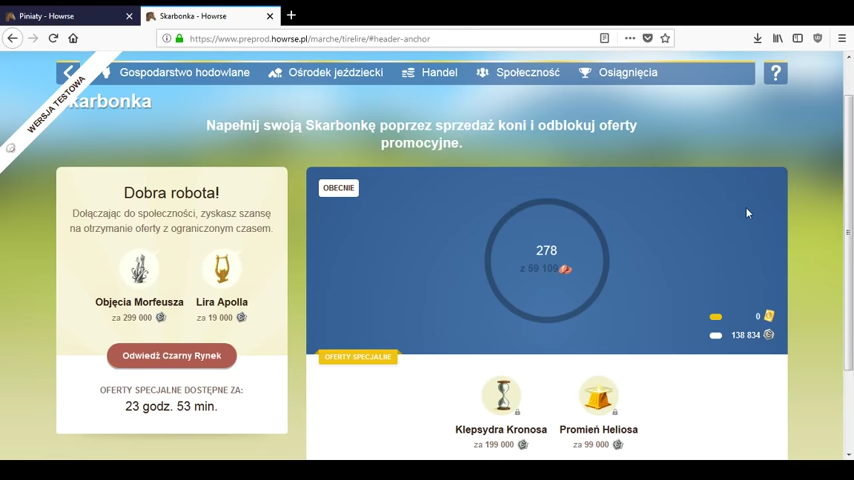 Piniaty - Howrse
Skarbonka - Howrse
https://www.preprod.howrse.pl/marche/tirelire/#header-anchor
WERSJA TESTOWA
Gospodarstwo hodowlane
Ośrodek jeździecki
Handel
Społeczność
Osiągnięcia
?
karbonka
Napełnij swoją Skarbonkę poprzez sprzedaż koni i odblokuj oferty
promocyjne.
Dobra robota!
Dołączając do społeczności, zyskasz szansę
na otrzymanie oferty z ograniczonym czasem.
Objęcia Morfeusza
za 299 000
Lira Apolla
za 19 000
Odwiedź Czarny Rynek
OFERTY SPECJALNE DOSTĘPNE ZA:
23 godz. 53 min.
OBECNIE
278
z 59 109
0
138 834
OFERTY SPECJALNE
Klepsydra Kronosa
za 199 000
Promień Heliosa
za 99 000